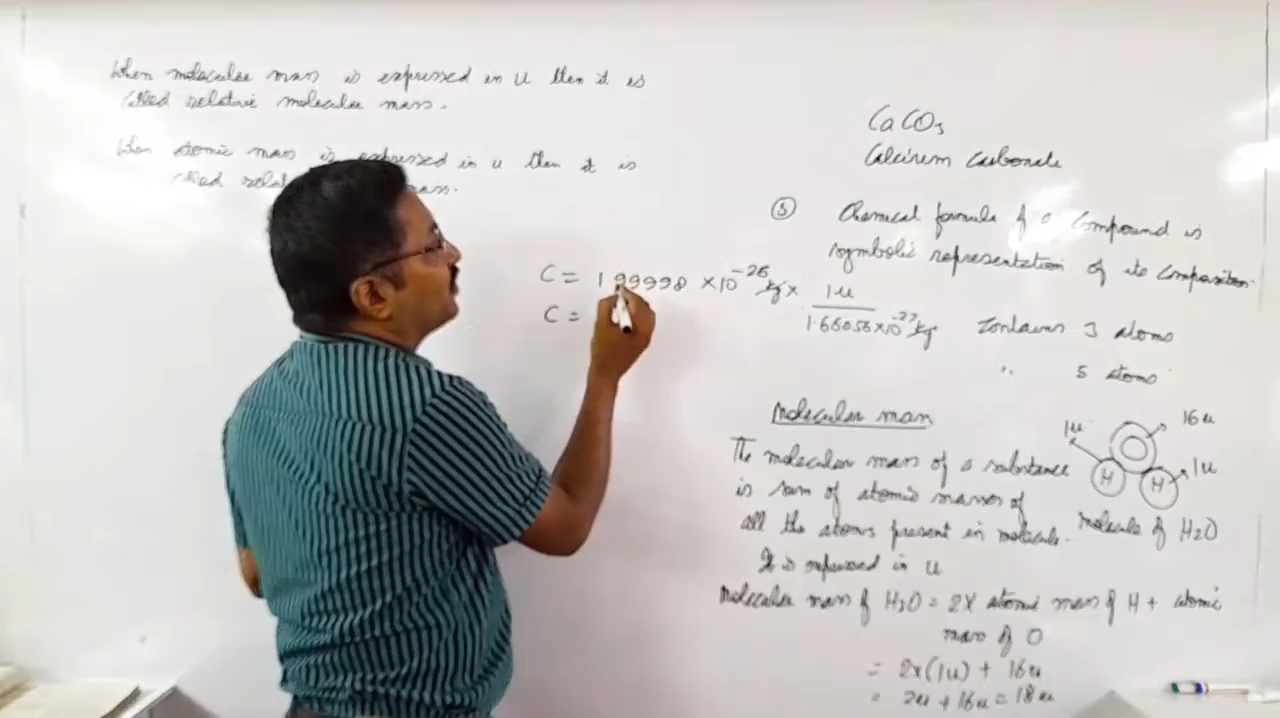 When molecular mass is expressed in u then it is
called relative molecular mass.
When atomic mass is expressed in u then it is
called mass.
C = 1.99998 × 10⁻²⁶ kg × 1u / 1.66056×10⁻²⁷ kg
C =
CaCO₃
Calcium Carbonate
⑤ Chemical formula of a Compound is
symbolic representation of its composition.
Contains 3 atoms
" 5 atoms
Molecular mass
The molecular mass of a substance
is sum of atomic masses of
all the atoms present in molecule.
It is expressed in u
1u
16u
1u
H
H
Molecule of H2O
Molecular mass of H2O = 2X atomic mass of H + atomic
mass of O
= 2x(1u) + 16u
= 2u + 16u = 18u